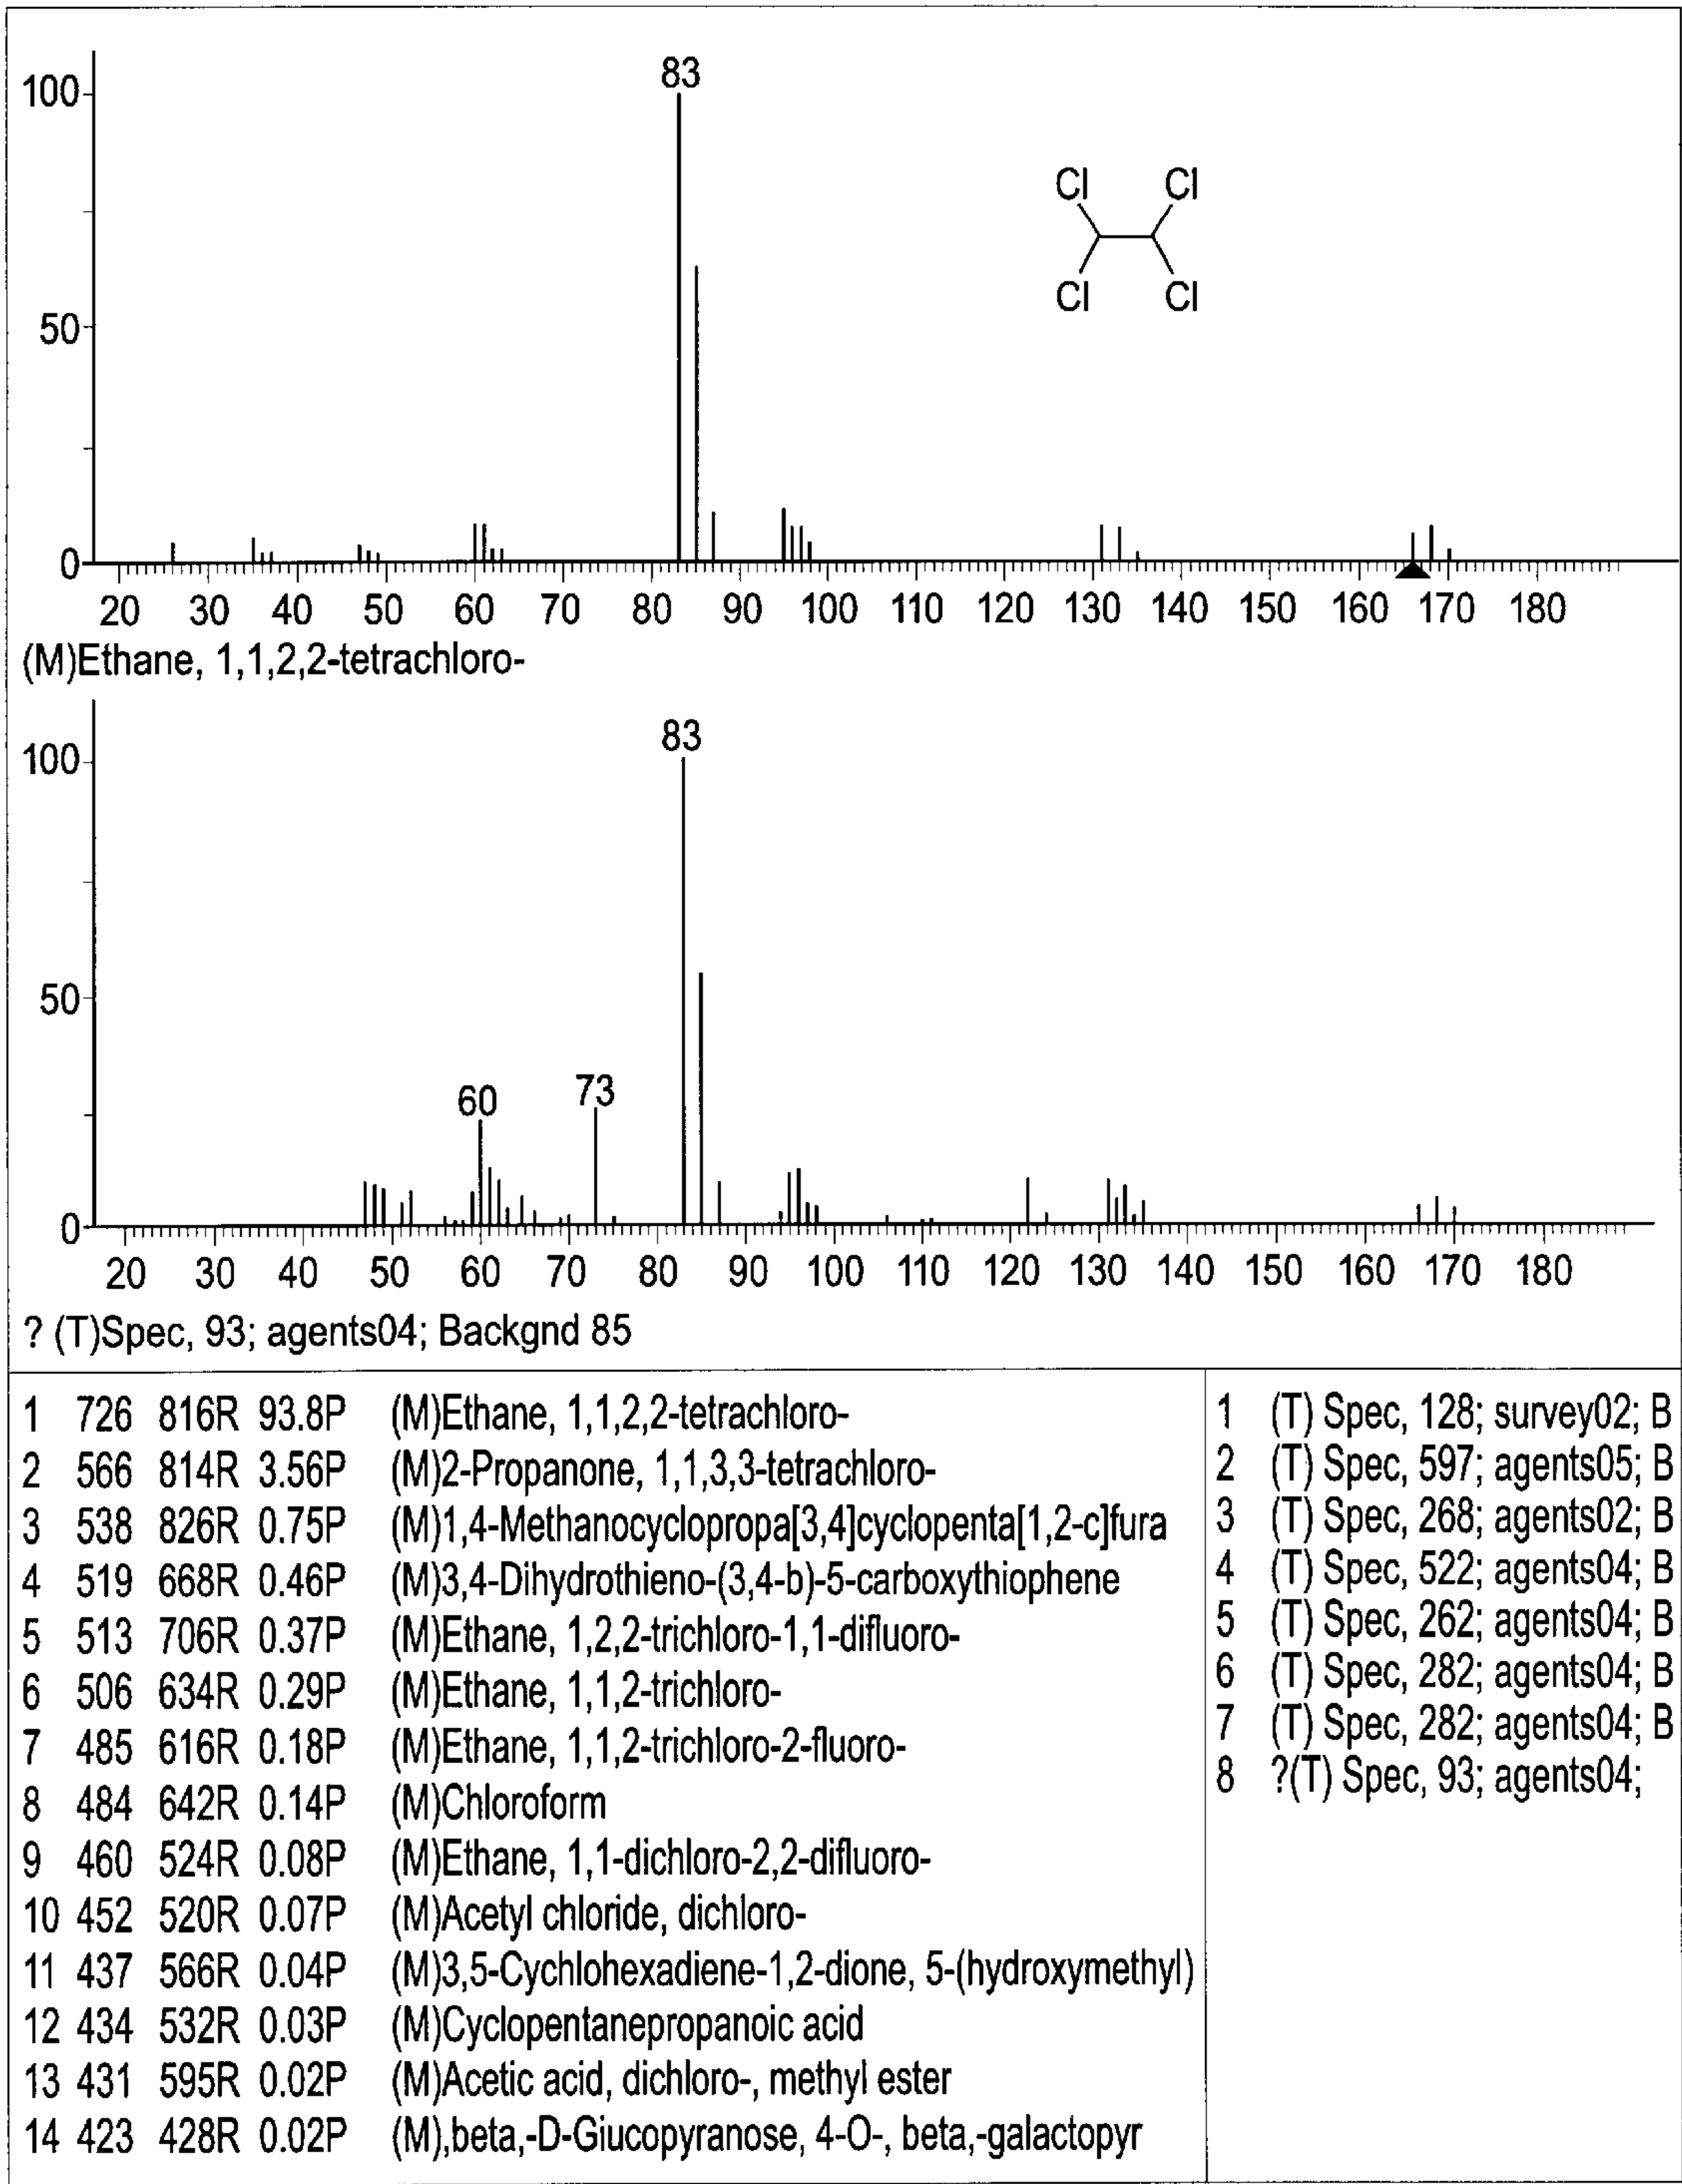 100
50
0
83
Cl Cl
Cl Cl
20 30 40 50 60 70 80 90 100 110 120 130 140 150 160 170 180
(M)Ethane, 1,1,2,2-tetrachloro-
100
50
0
83
60
73
20 30 40 50 60 70 80 90 100 110 120 130 140 150 160 170 180
? (T)Spec, 93; agents04; Backgnd 85
1 726 816R 93.8P (M)Ethane, 1,1,2,2-tetrachloro-
2 566 814R 3.56P (M)2-Propanone, 1,1,3,3-tetrachloro-
3 538 826R 0.75P (M)1,4-Methanocyclopropa[3,4]cyclopenta[1,2-c]fura
4 519 668R 0.46P (M)3,4-Dihydrothieno-(3,4-b)-5-carboxythiophene
5 513 706R 0.37P (M)Ethane, 1,2,2-trichloro-1,1-difluoro-
6 506 634R 0.29P (M)Ethane, 1,1,2-trichloro-
7 485 616R 0.18P (M)Ethane, 1,1,2-trichloro-2-fluoro-
8 484 642R 0.14P (M)Chloroform
9 460 524R 0.08P (M)Ethane, 1,1-dichloro-2,2-difluoro-
10 452 520R 0.07P (M)Acetyl chloride, dichloro-
11 437 566R 0.04P (M)3,5-Cychlohexadiene-1,2-dione, 5-(hydroxymethyl)
12 434 532R 0.03P (M)Cyclopentanepropanoic acid
13 431 595R 0.02P (M)Acetic acid, dichloro-, methyl ester
14 423 428R 0.02P (M),beta,-D-Giucopyranose, 4-O-, beta,-galactopyr
1 (T) Spec, 128; survey02; B
2 (T) Spec, 597; agents05; B
3 (T) Spec, 268; agents02; B
4 (T) Spec, 522; agents04; B
5 (T) Spec, 262; agents04; B
6 (T) Spec, 282; agents04; B
7 (T) Spec, 282; agents04; B
8 ?(T) Spec, 93; agents04;